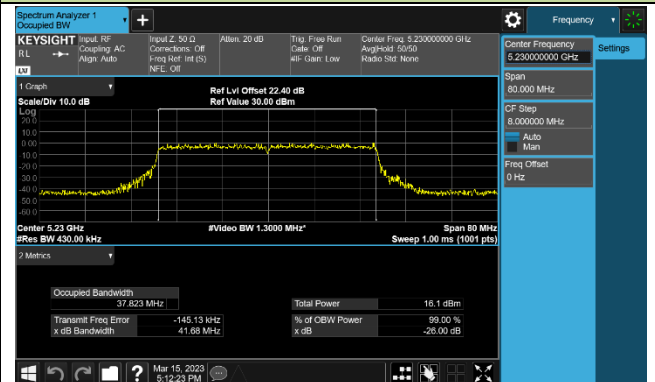 Spectrum Analyzer 1
Occupied BW
Frequency
KEYSIGHT
RL
LXI
Input: RF
Coupling: AC
Align: Auto
Input Z: 50 Ω
Corrections: Off
Freq Ref: Int (S)
NFE: Off
Atten: 20 dB
Trig: Free Run
Gate: Off
#IF Gain: Low
Center Freq: 5.230000000 GHz
Avg|Hold: 50/50
Radio Std: None
Center Frequency
5.230000000 GHz
Settings
Span
80.000 MHz
CF Step
8.000000 MHz
Auto
Man
Freq Offset
0 Hz
1 Graph
Scale/Div 10.0 dB
Ref Lvl Offset 22.40 dB
Ref Value 30.00 dBm
Log
20.0
10.0
0.00
-10.0
-20.0
-30.0
-40.0
-50.0
-60.0
Center 5.23 GHz
#Video BW 1.3000 MHz*
Span 80 MHz
#Res BW 430.00 kHz
Sweep 1.00 ms (1001 pts)
2 Metrics
Occupied Bandwidth
37.823 MHz
Total Power 16.1 dBm
Transmit Freq Error -145.13 kHz
% of OBW Power 99.00 %
x dB Bandwidth 41.68 MHz
x dB -26.00 dB
?
Mar 15, 2023
5:12:23 PM